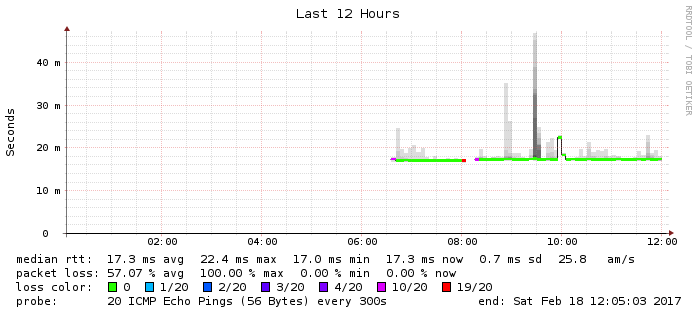 Last 12 Hours
RRDTOOL / TOBI OETIKER
Seconds
40 m
30 m
20 m
10 m
0
02:00 04:00 06:00 08:00 10:00 12:00
median rtt: 17.3 ms avg 22.4 ms max 17.0 ms min 17.3 ms now 0.7 ms sd 25.8 am/s
packet loss: 57.07 % avg 100.00 % max 0.00 % min 0.00 % now
loss color: 0 1/20 2/20 3/20 4/20 10/20 19/20
probe: 20 ICMP Echo Pings (56 Bytes) every 300s end: Sat Feb 18 12:05:03 2017